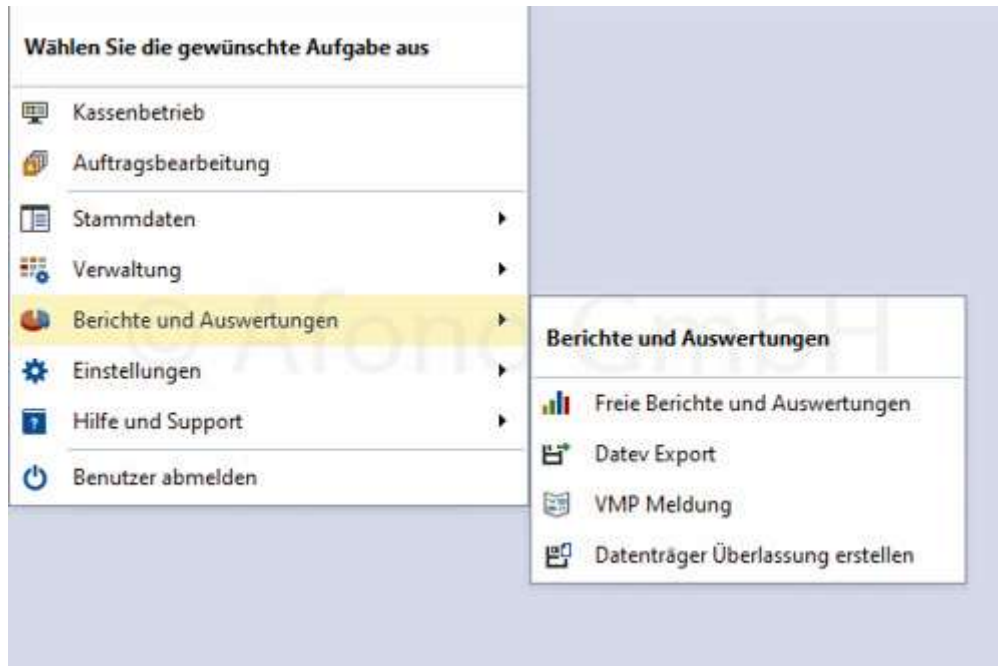 Wählen Sie die gewünschte Aufgabe aus
Kassenbetrieb
Auftragsbearbeitung
Stammdaten
Verwaltung
Berichte und Auswertungen
Einstellungen
Hilfe und Support
Benutzer abmelden
Berichte und Auswertungen
Freie Berichte und Auswertungen
Datev Export
VMP Meldung
Datenträger Überlassung erstellen
© Afono GmbH